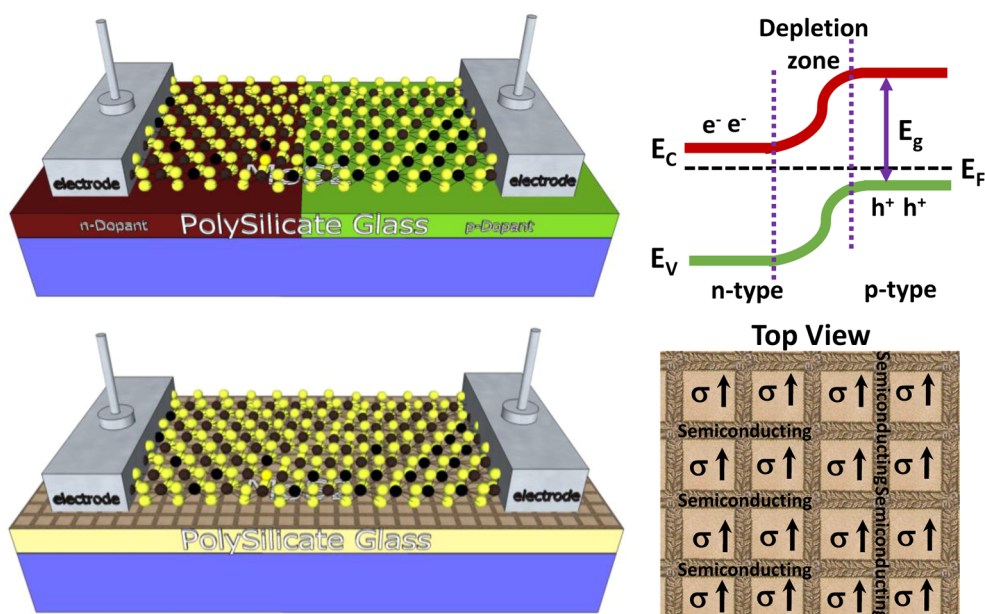 electrode
electrode
n-Dopant
PolySilicate Glass
p-Dopant
Depletion
zone
e- e-
E_C
E_g
E_F
h+ h+
E_V
n-type
p-type
electrode
electrode
PolySilicate Glass
Top View
σ↑ σ↑ σ↑ σ↑
Semiconducting
σ↑ σ↑ σ↑ σ↑
Semiconducting
σ↑ σ↑ σ↑ σ↑
Semiconducting
σ↑ σ↑ σ↑ σ↑
Semiconducting
Semiconductin